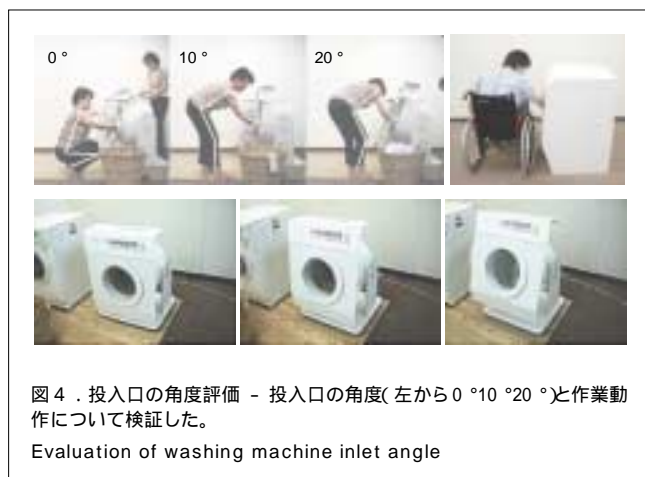 0 °
10 °
20 °
図4．投入口の角度評価 − 投入口の角度(左から0 °10 °20 °)と作業動
作について検証した。
Evaluation of washing machine inlet angle